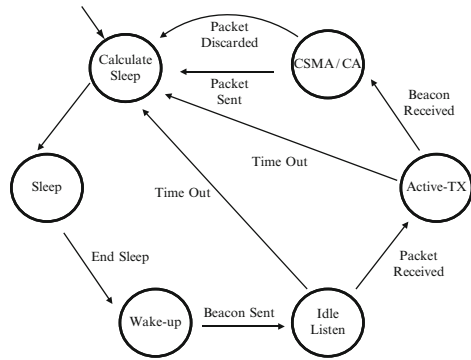 Packet
Discarded
Calculate
Sleep
CSMA / CA
Packet
Sent
Beacon
Received
Time Out
Sleep
Time Out
Active-TX
End Sleep
Packet
Received
Beacon Sent
Wake-up
Idle
Listen